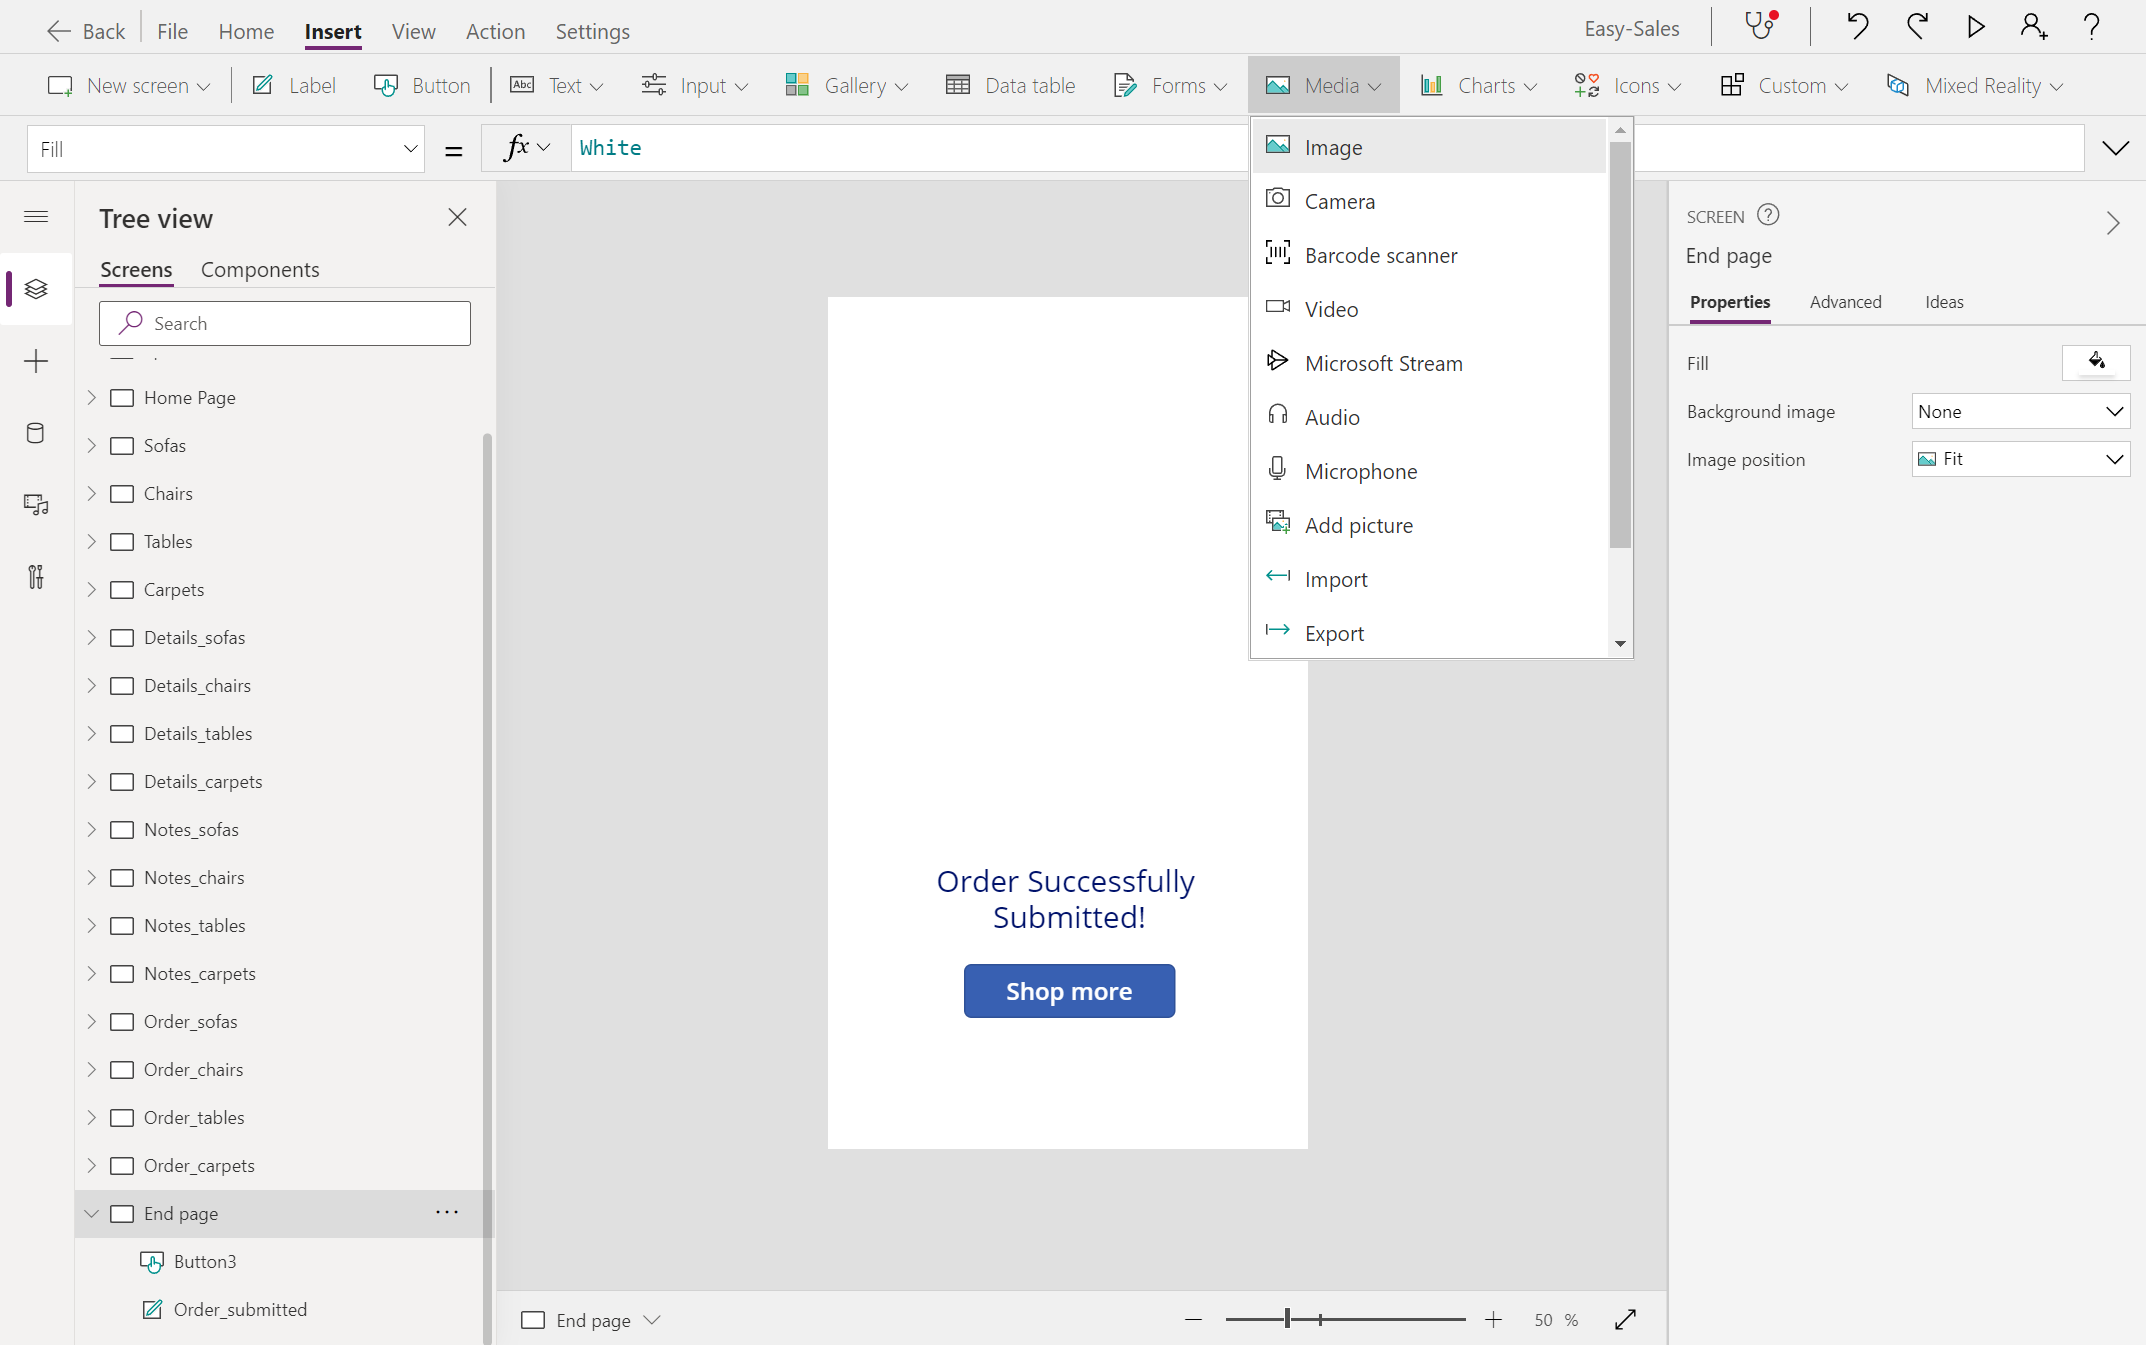 Back File Home Insert View Action Settings Easy-Sales
New screen Label Button Abc Text Input Gallery Data table Forms Media Charts Icons Custom Mixed Reality
Fill = fx White
Tree view
Screens Components
Search
Home Page
Sofas
Chairs
Tables
Carpets
Details_sofas
Details_chairs
Details_tables
Details_carpets
Notes_sofas
Notes_chairs
Notes_tables
Notes_carpets
Order_sofas
Order_chairs
Order_tables
Order_carpets
End page ...
Button3
Order_submitted
Order Successfully
Submitted!
Shop more
Image
Camera
Barcode scanner
Video
Microsoft Stream
Audio
Microphone
Add picture
Import
Export
SCREEN
End page
Properties Advanced Ideas
Fill
Background image None
Image position Fit
End page 50 %